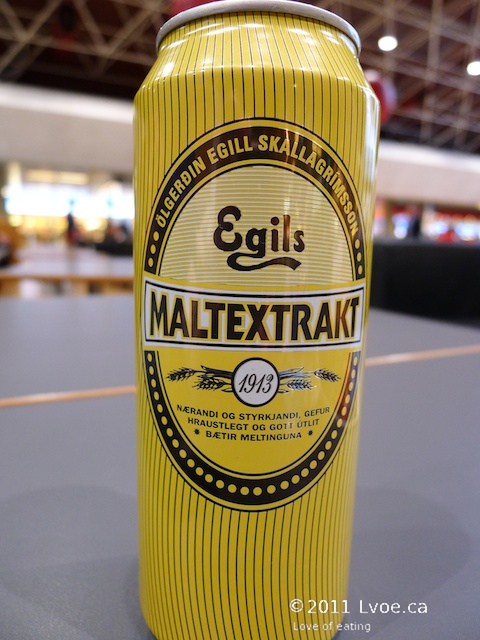 ÖLGERÐIN EGILL SKALLAGRÍMSSON
Egils
MALTEXTRAKT
1913
NÆRANDI OG STYRKJANDI, GEFUR
HRAUSTLEGT OG GOTT ÚTLIT
* BÆTIR MELTINGUNA *
©2011 Lvoe.ca
Love of eating